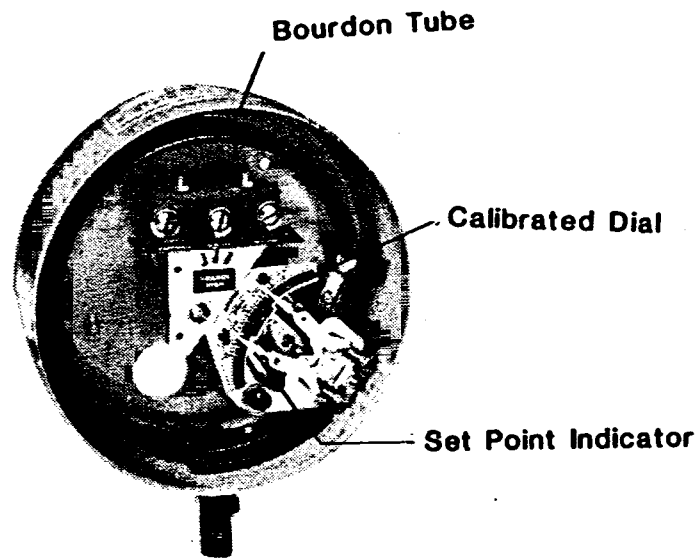 Bourdon Tube
L L
Calibrated Dial
Set Point Indicator